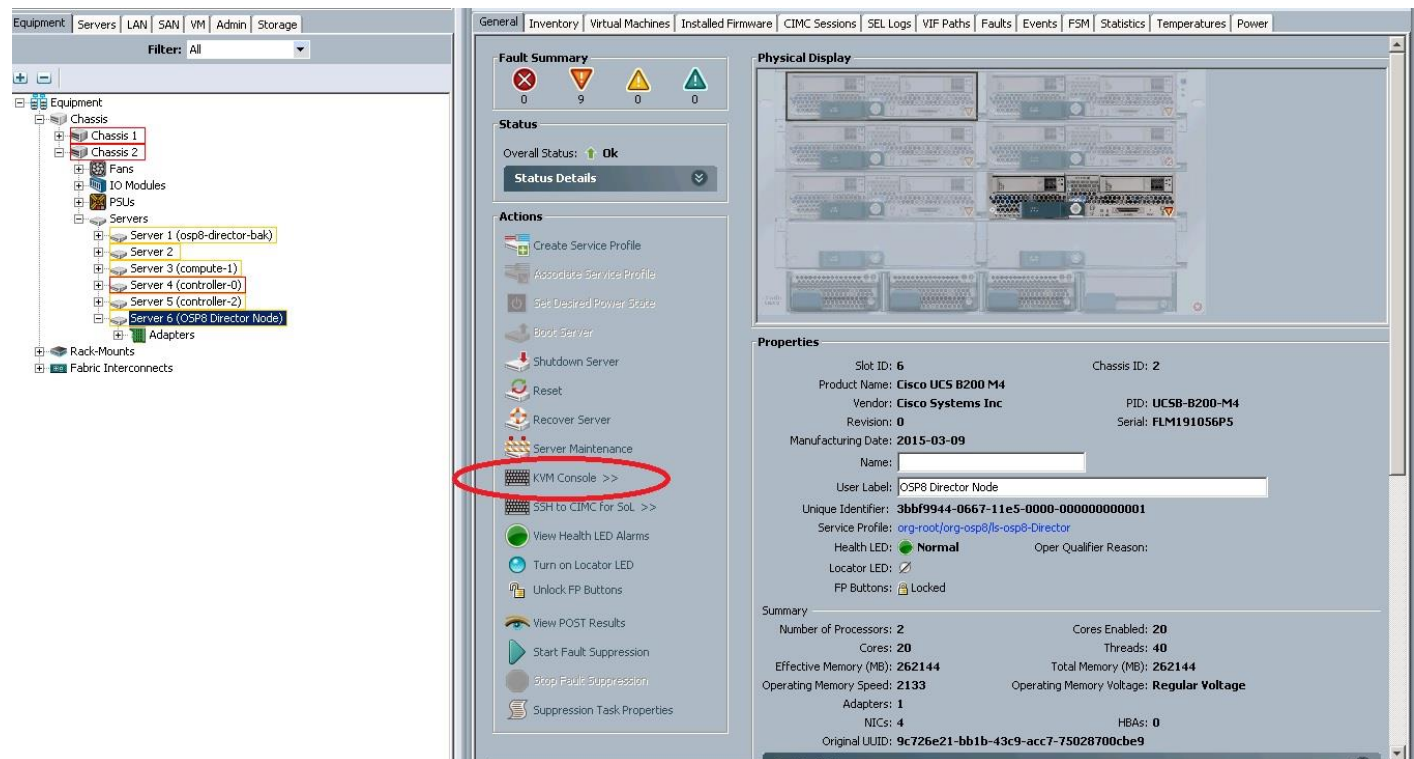 Equipment Servers LAN SAN VM Admin Storage
Filter: All
Equipment
Chassis
Chassis 1
Chassis 2
Fans
IO Modules
PSUs
Servers
Server 1 (osp8-director-bak)
Server 2
Server 3 (compute-1)
Server 4 (controller-0)
Server 5 (controller-2)
Server 6 (OSP8 Director Node)
Adapters
Rack-Mounts
Fabric Interconnects
General Inventory Virtual Machines Installed Firmware CIMC Sessions SEL Logs VIF Paths Faults Events FSM Statistics Temperatures Power
Fault Summary
0 9 0 0
Status
Overall Status: Ok
Status Details
Actions
Create Service Profile
Associate Service Profile
Set Desired Power State
Boot Server
Shutdown Server
Reset
Recover Server
Server Maintenance
KVM Console >>
SSH to CIMC for SoL >>
View Health LED Alarms
Turn on Locator LED
Unlock FP Buttons
View POST Results
Start Fault Suppression
Stop Fault Suppression
Suppression Task Properties
Physical Display
Properties
Slot ID: 6 Chassis ID: 2
Product Name: Cisco UCS B200 M4
Vendor: Cisco Systems Inc PID: UCSB-B200-M4
Revision: 0 Serial: FLM191056P5
Manufacturing Date: 2015-03-09
Name:
User Label: OSP8 Director Node
Unique Identifier: 3bbf9944-0667-11e5-0000-000000000001
Service Profile: org-root/org-osp8/ls-osp8-Director
Health LED: Normal Oper Qualifier Reason:
Locator LED:
FP Buttons: Locked
Summary
Number of Processors: 2 Cores Enabled: 20
Cores: 20 Threads: 40
Effective Memory (MB): 262144 Total Memory (MB): 262144
Operating Memory Speed: 2133 Operating Memory Voltage: Regular Voltage
Adapters: 1
NICs: 4 HBAs: 0
Original UUID: 9c726e21-bb1b-43c9-acc7-75028700cbe9